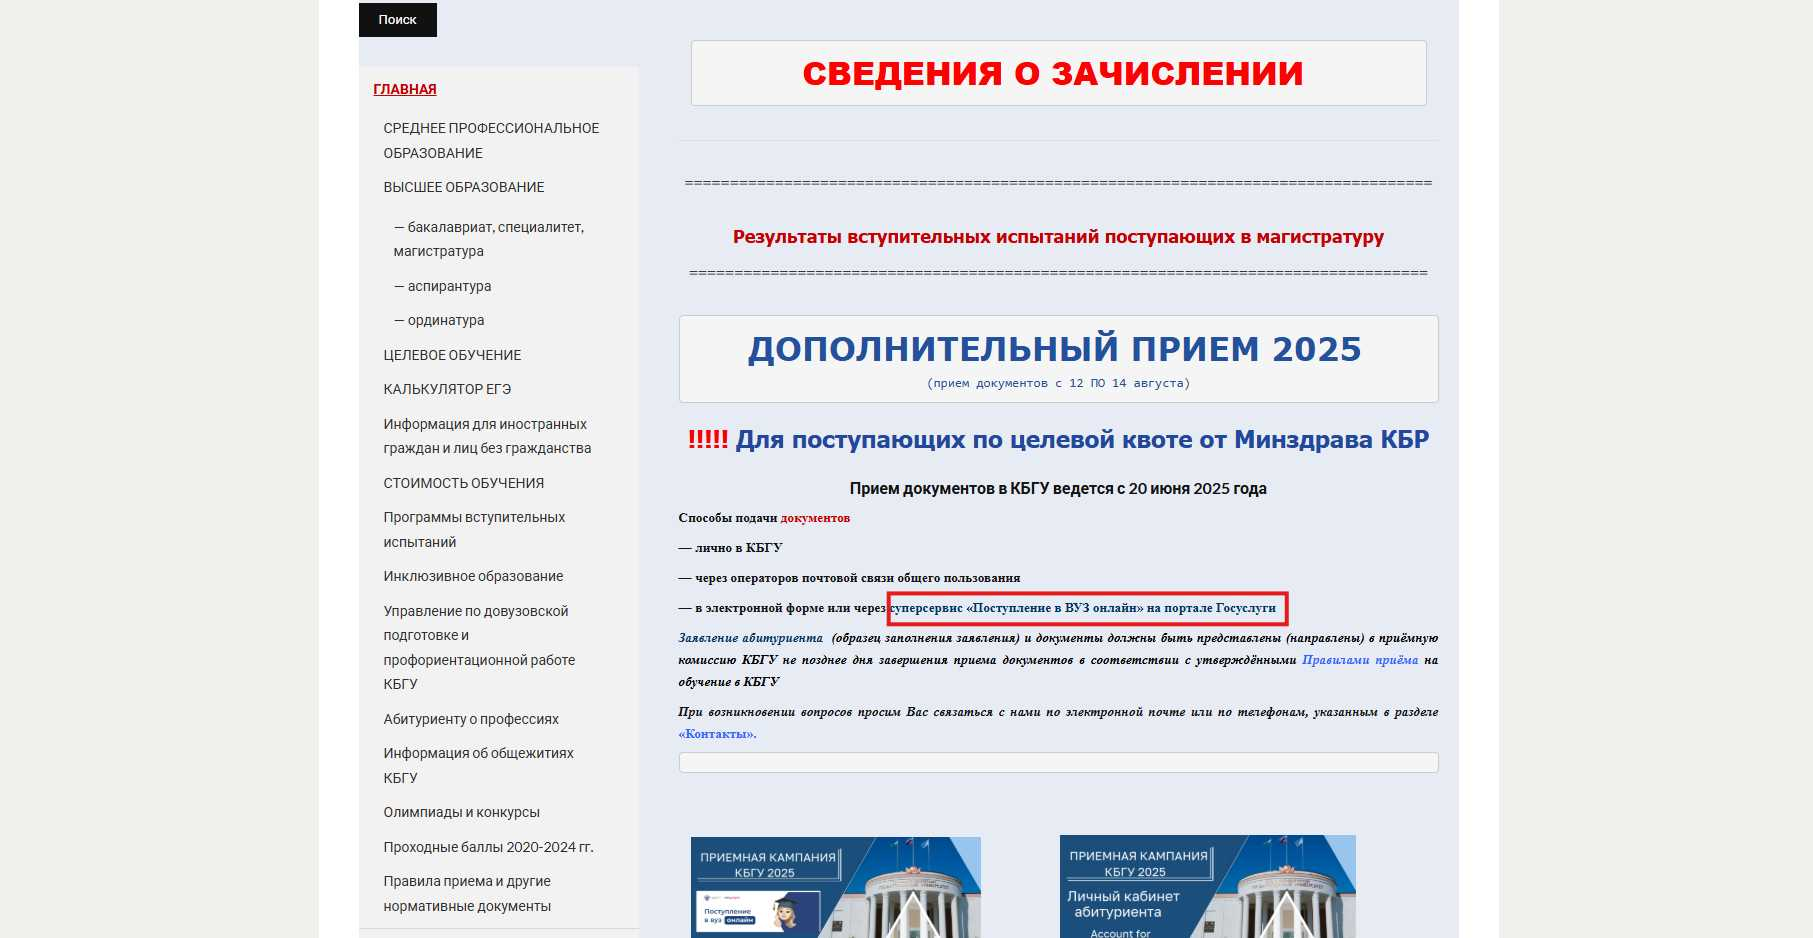 Поиск
ГЛАВНАЯ
СРЕДНЕЕ ПРОФЕССИОНАЛЬНОЕ
ОБРАЗОВАНИЕ
ВЫСШЕЕ ОБРАЗОВАНИЕ
— бакалавриат, специалитет,
магистратура
— аспирантура
— ординатура
ЦЕЛЕВОЕ ОБУЧЕНИЕ
КАЛЬКУЛЯТОР ЕГЭ
Информация для иностранных
граждан и лиц без гражданства
СТОИМОСТЬ ОБУЧЕНИЯ
Программы вступительных
испытаний
Инклюзивное образование
Управление по довузовской
подготовке и
профориентационной работе
КБГУ
Абитуриенту о профессиях
Информация об общежитиях
КБГУ
Олимпиады и конкурсы
Проходные баллы 2020-2024 гг.
Правила приема и другие
нормативные документы
СВЕДЕНИЯ О ЗАЧИСЛЕНИИ
===================================================================================
Результаты вступительных испытаний поступающих в магистратуру
==================================================================================
ДОПОЛНИТЕЛЬНЫЙ ПРИЕМ 2025
(прием документов с 12 ПО 14 августа)
!!!!! Для поступающих по целевой квоте от Минздрава КБР
Прием документов в КБГУ ведется с 20 июня 2025 года
Способы подачи документов
— лично в КБГУ
— через операторов почтовой связи общего пользования
— в электронной форме или через суперсервис «Поступление в ВУЗ онлайн» на портале Госуслуги
Заявление абитуриента (образец заполнения заявления) и документы должны быть представлены (направлены) в приёмную
комиссию КБГУ не позднее дня завершения приема документов в соответствии с утверждёнными Правилами приёма на
обучение в КБГУ
При возникновении вопросов просим Вас связаться с нами по электронной почте или по телефонам, указанным в разделе
«Контакты».
ПРИЕМНАЯ КАМПАНИЯ
КБГУ 2025
Поступление
в вуз онлайн
ПРИЕМНАЯ КАМПАНИЯ
КБГУ 2025
Личный кабинет
абитуриента
Account for